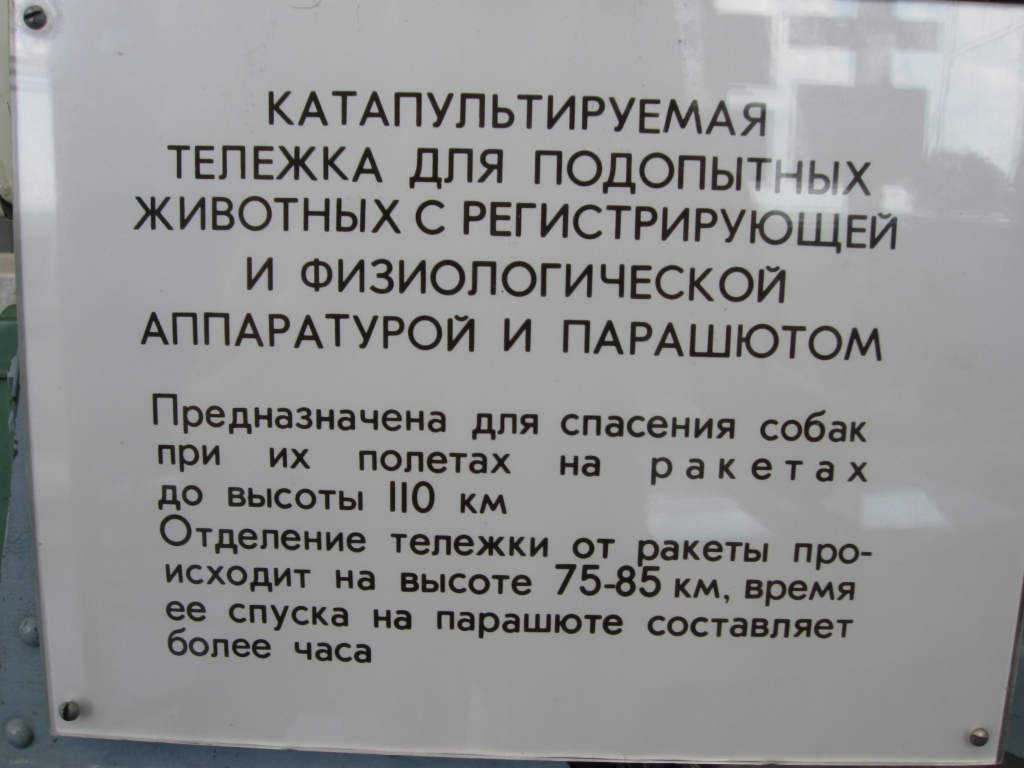 КАТАПУЛЬТИРУЕМАЯ
ТЕЛЕЖКА ДЛЯ ПОДОПЫТНЫХ
ЖИВОТНЫХ С РЕГИСТРИРУЮЩЕЙ
И ФИЗИОЛОГИЧЕСКОЙ
АППАРАТУРОЙ И ПАРАШЮТОМ
Предназначена для спасения собак
при их полетах на ракетах
до высоты 110 км
Отделение тележки от ракеты про-
исходит на высоте 75-85 км, время
ее спуска на парашюте составляет
более часа